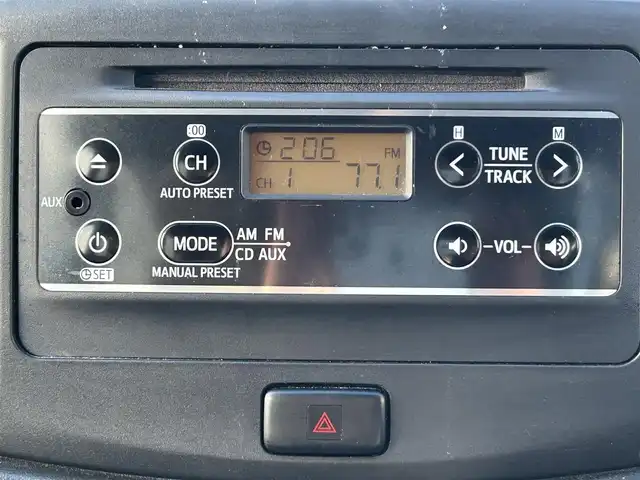 :00
CH
AUTO PRESET
AUX
SET
MODE
MANUAL PRESET
AM FM
CD AUX
2:06
FM
CH 1 77.1
H
M
TUNE
TRACK
-VOL-